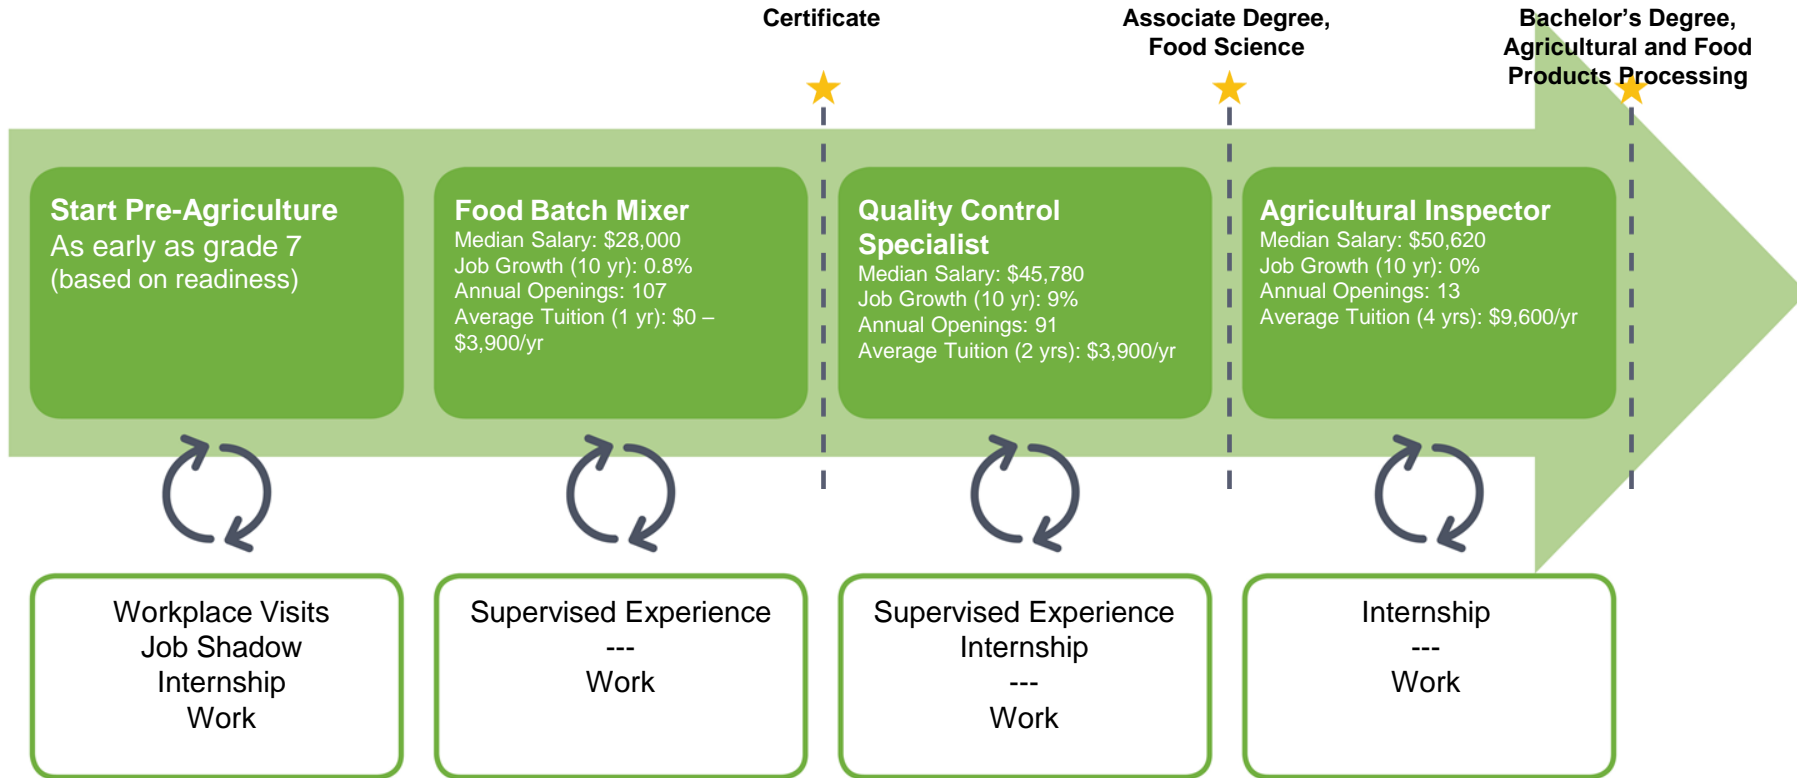 Certificate
Associate Degree,
Food Science
Bachelor’s Degree,
Agricultural and Food
Products Processing
Start Pre-Agriculture
As early as grade 7
(based on readiness)
Food Batch Mixer
Median Salary: $28,000
Job Growth (10 yr): 0.8%
Annual Openings: 107
Average Tuition (1 yr): $0 –
$3,900/yr
Quality Control
Specialist
Median Salary: $45,780
Job Growth (10 yr): 9%
Annual Openings: 91
Average Tuition (2 yrs): $3,900/yr
Agricultural Inspector
Median Salary: $50,620
Job Growth (10 yr): 0%
Annual Openings: 13
Average Tuition (4 yrs): $9,600/yr
Workplace Visits
Job Shadow
Internship
Work
Supervised Experience
---
Work
Supervised Experience
Internship
---
Work
Internship
---
Work